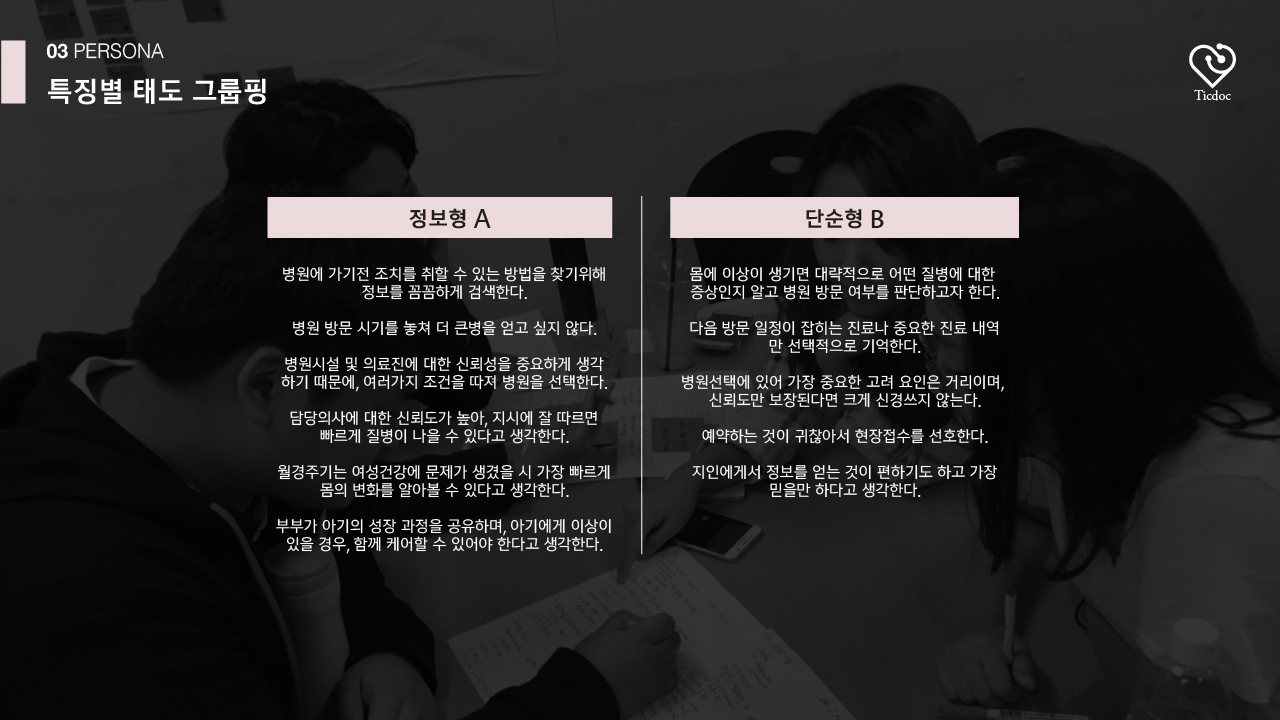 03 PERSONA
특징별 태도 그룹핑
Ticdoc
정보형 A
병원에 가기전 조치를 취할 수 있는 방법을 찾기위해
정보를 꼼꼼하게 검색한다.
병원 방문 시기를 놓쳐 더 큰병을 얻고 싶지 않다.
병원시설 및 의료진에 대한 신뢰성을 중요하게 생각
하기 때문에, 여러가지 조건을 따져 병원을 선택한다.
담당의사에 대한 신뢰도가 높아, 지시에 잘 따르면
빠르게 질병이 나을 수 있다고 생각한다.
월경주기는 여성건강에 문제가 생겼을 시 가장 빠르게
몸의 변화를 알아볼 수 있다고 생각한다.
부부가 아기의 성장 과정을 공유하며, 아기에게 이상이
있을 경우, 함께 케어할 수 있어야 한다고 생각한다.
단순형 B
몸에 이상이 생기면 대략적으로 어떤 질병에 대한
증상인지 알고 병원 방문 여부를 판단하고자 한다.
다음 방문 일정이 잡히는 진료나 중요한 진료 내역
만 선택적으로 기억한다.
병원선택에 있어 가장 중요한 고려 요인은 거리이며,
신뢰도만 보장된다면 크게 신경쓰지 않는다.
예약하는 것이 귀찮아서 현장접수를 선호한다.
지인에게서 정보를 얻는 것이 편하기도 하고 가장
믿을만 하다고 생각한다.